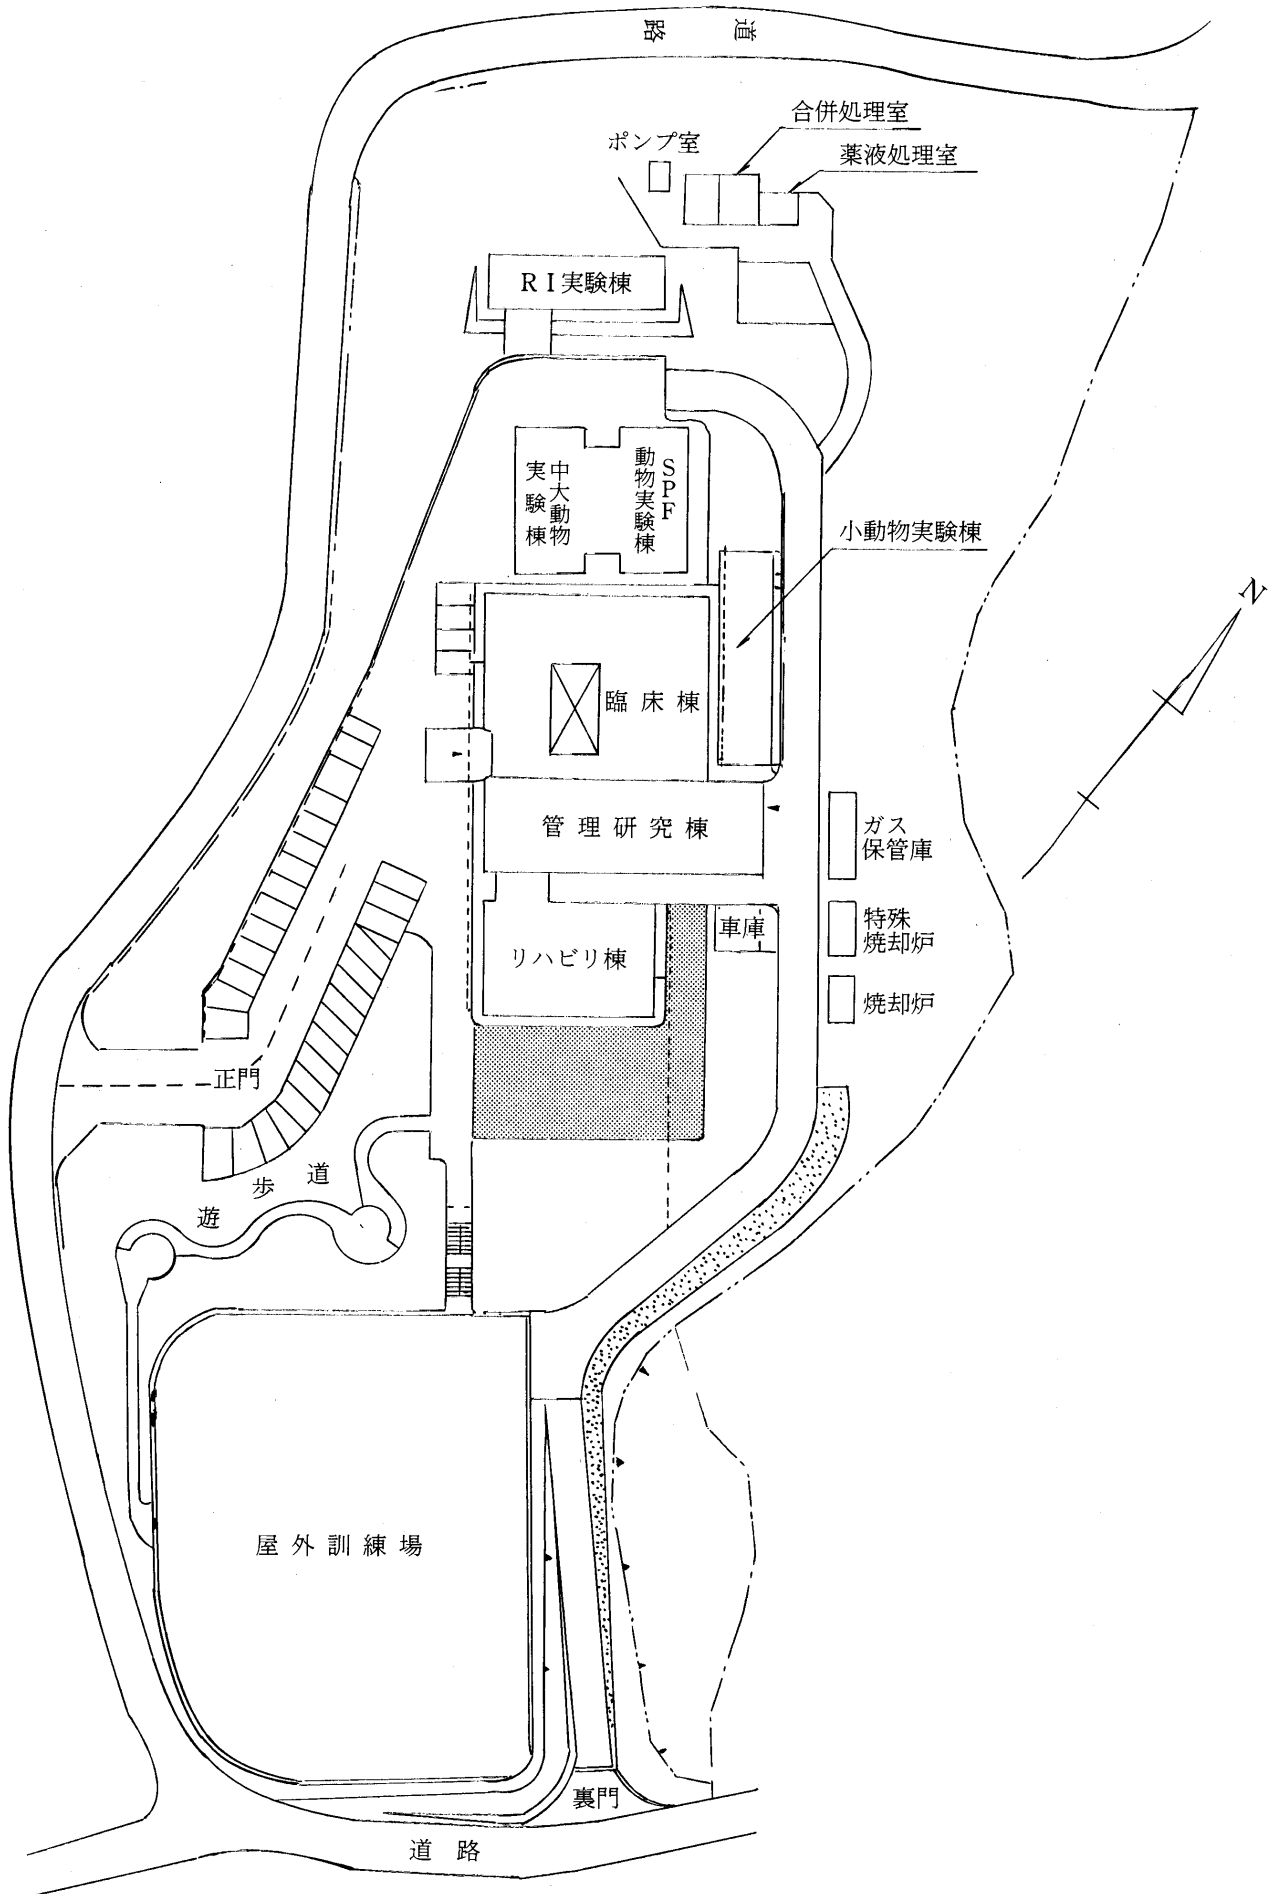 道路
合併処理室
ポンプ室
薬液処理室
RI実験棟
中大動物
実験棟
SPF
動物実験棟
小動物実験棟
N
臨床棟
管理研究棟
ガス
保管庫
車庫
特殊
焼却炉
リハビリ棟
焼却炉
正門
遊歩道
屋外訓練場
裏門
道路